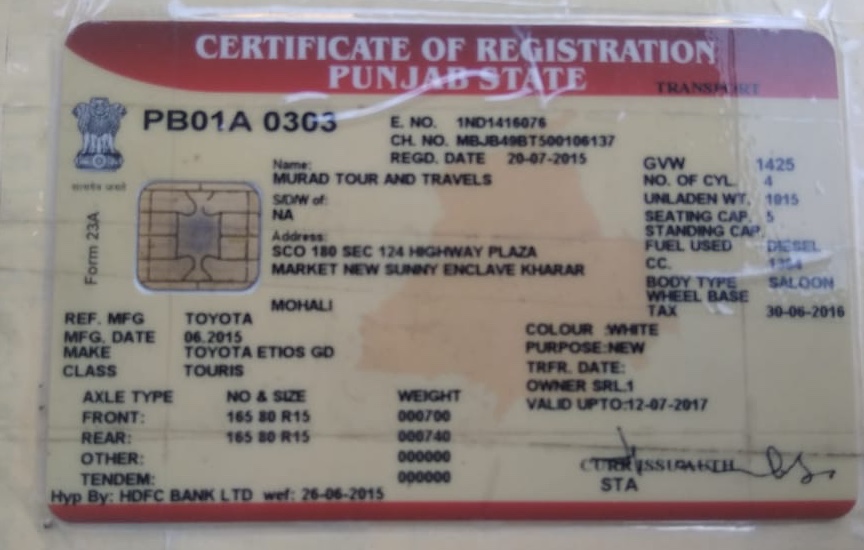 CERTIFICATE OF REGISTRATION
PUNJAB STATE
TRANSPORT
PB01A 0303
E. NO. 1ND1416076
CH. NO. MBJB49BT500106137
REGD. DATE 20-07-2015
सत्यमेव जयते
Form 23A
Name:
MURAD TOUR AND TRAVELS
S/D/W of:
NA
Address:
SCO 180 SEC 124 HIGHWAY PLAZA
MARKET NEW SUNNY ENCLAVE KHARAR
MOHALI
GVW 1425
NO. OF CYL. 4
UNLADEN WT. 1015
SEATING CAP. 5
STANDING CAP.
FUEL USED DIESEL
CC.
BODY TYPE SALOON
WHEEL BASE
TAX 30-06-2016
REF. MFG TOYOTA
MFG. DATE 06.2015
MAKE TOYOTA ETIOS GD
CLASS TOURIS
COLOUR :WHITE
PURPOSE:NEW
TRFR. DATE:
OWNER SRL.1
VALID UPTO:12-07-2017
AXLE TYPE NO & SIZE WEIGHT
FRONT: 165 80 R15 000700
REAR: 165 80 R15 000740
OTHER: 000000
TENDEM: 000000
STA
Hyp By: HDFC BANK LTD wef: 26-06-2015